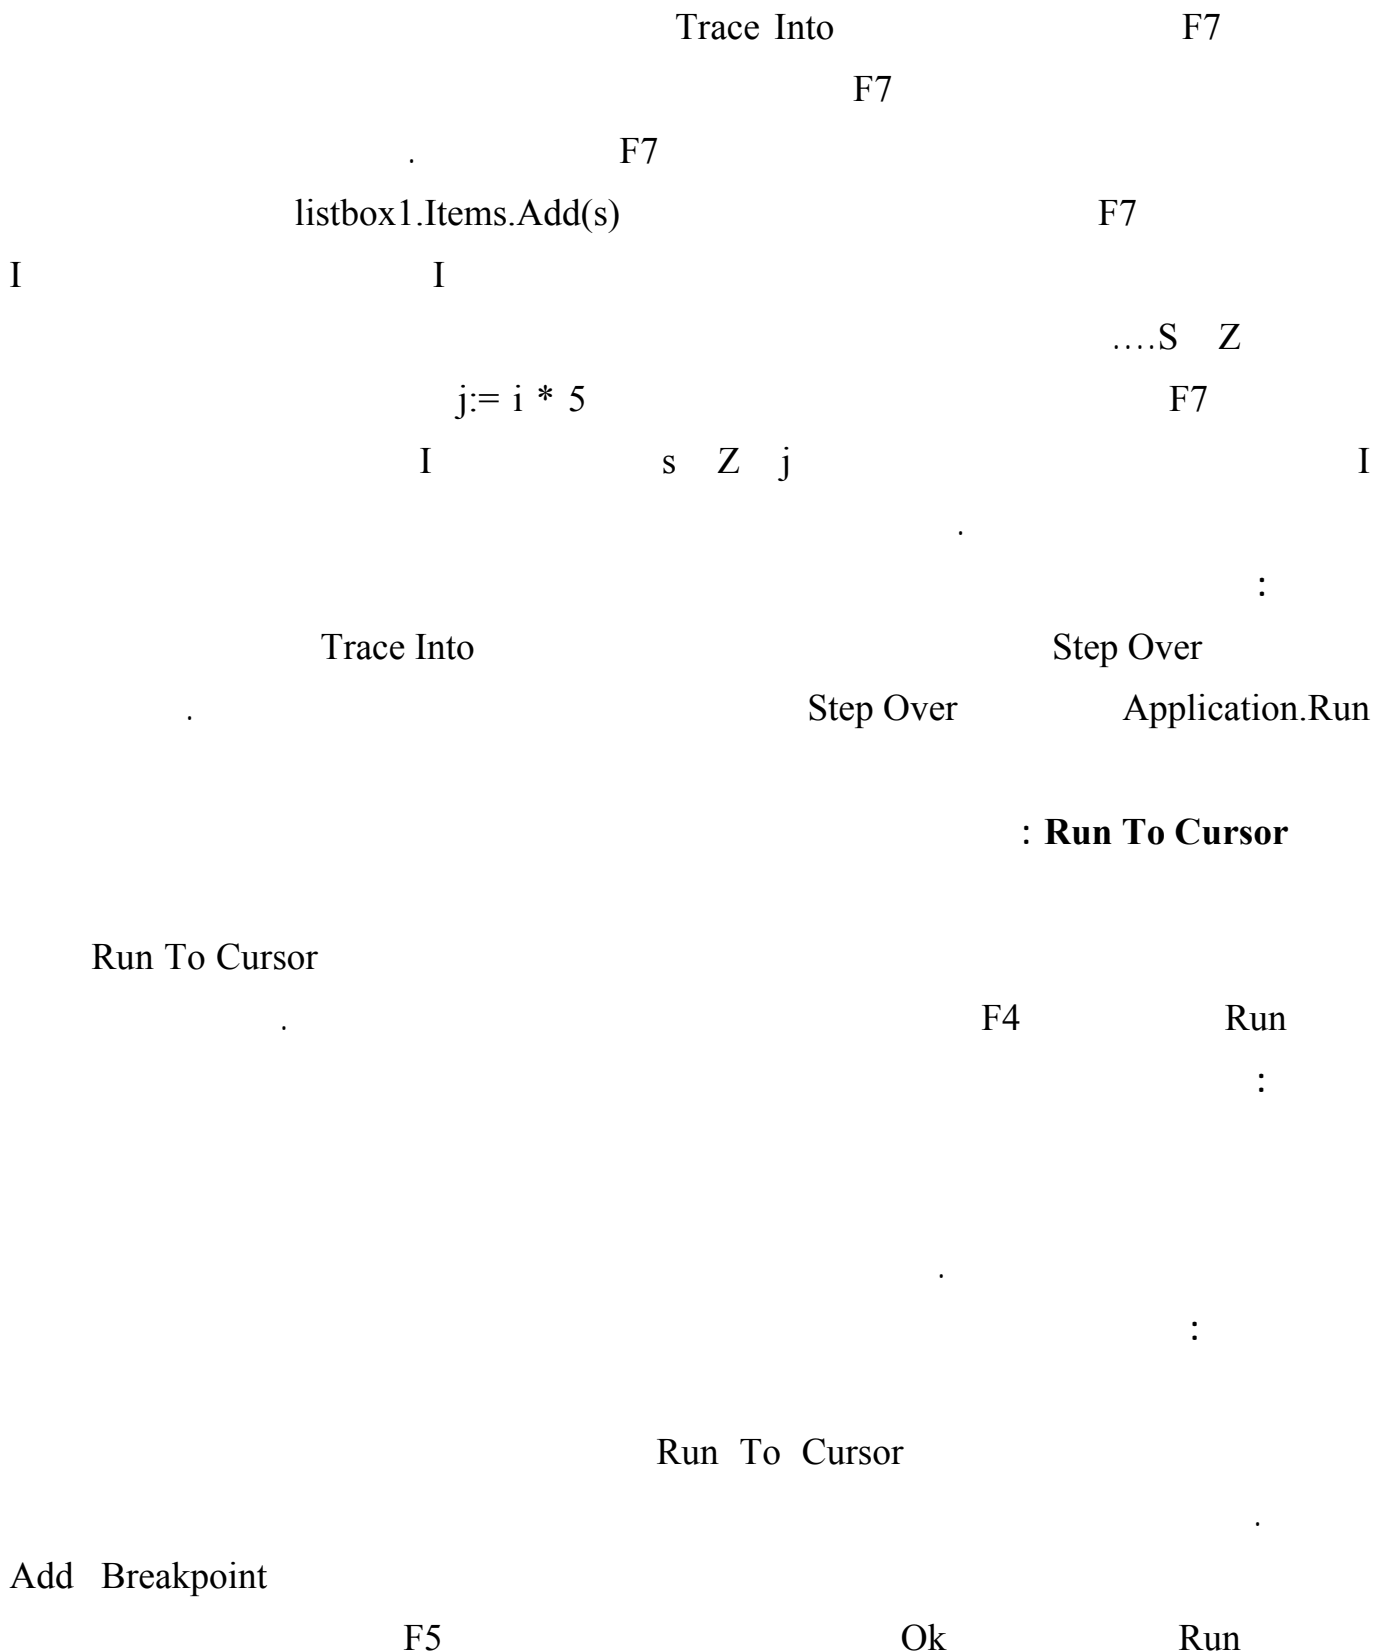 Trace Into F7
F7
. F7
listbox1.Items.Add(s) F7
I I
....S Z
j:= i * 5 F7
I s Z j I
.
:
Trace Into Step Over
. Step Over Application.Run
: Run To Cursor
Run To Cursor
. F4 Run
:
.
:
Run To Cursor
.
Add Breakpoint
F5 Ok Run